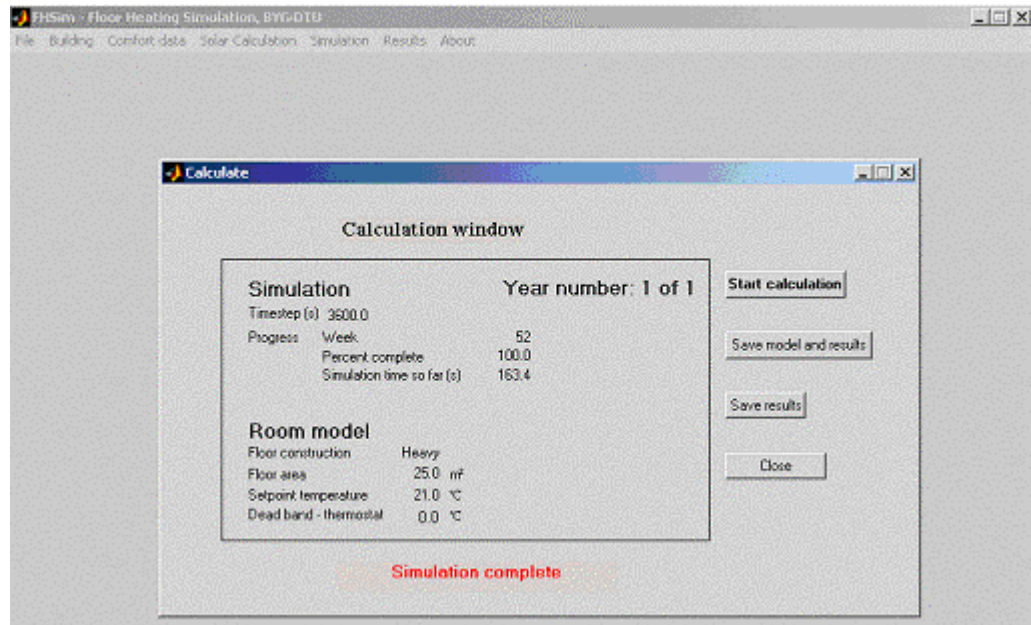 FHSim - Floor Heating Simulation, BYG·DTU
File Building Comfort data Solar Calculation Simulation Results About
Calculate
Calculation window
Simulation Year number: 1 of 1
Timestep (s) 3600.0
Progress Week 52
Percent complete 100.0
Simulation time so far (s) 163.4
Room model
Floor construction Heavy
Floor area 25.0 m²
Setpoint temperature 21.0 °C
Dead band - thermostat 0.0 °C
Start calculation
Save model and results
Save results
Close
Simulation complete